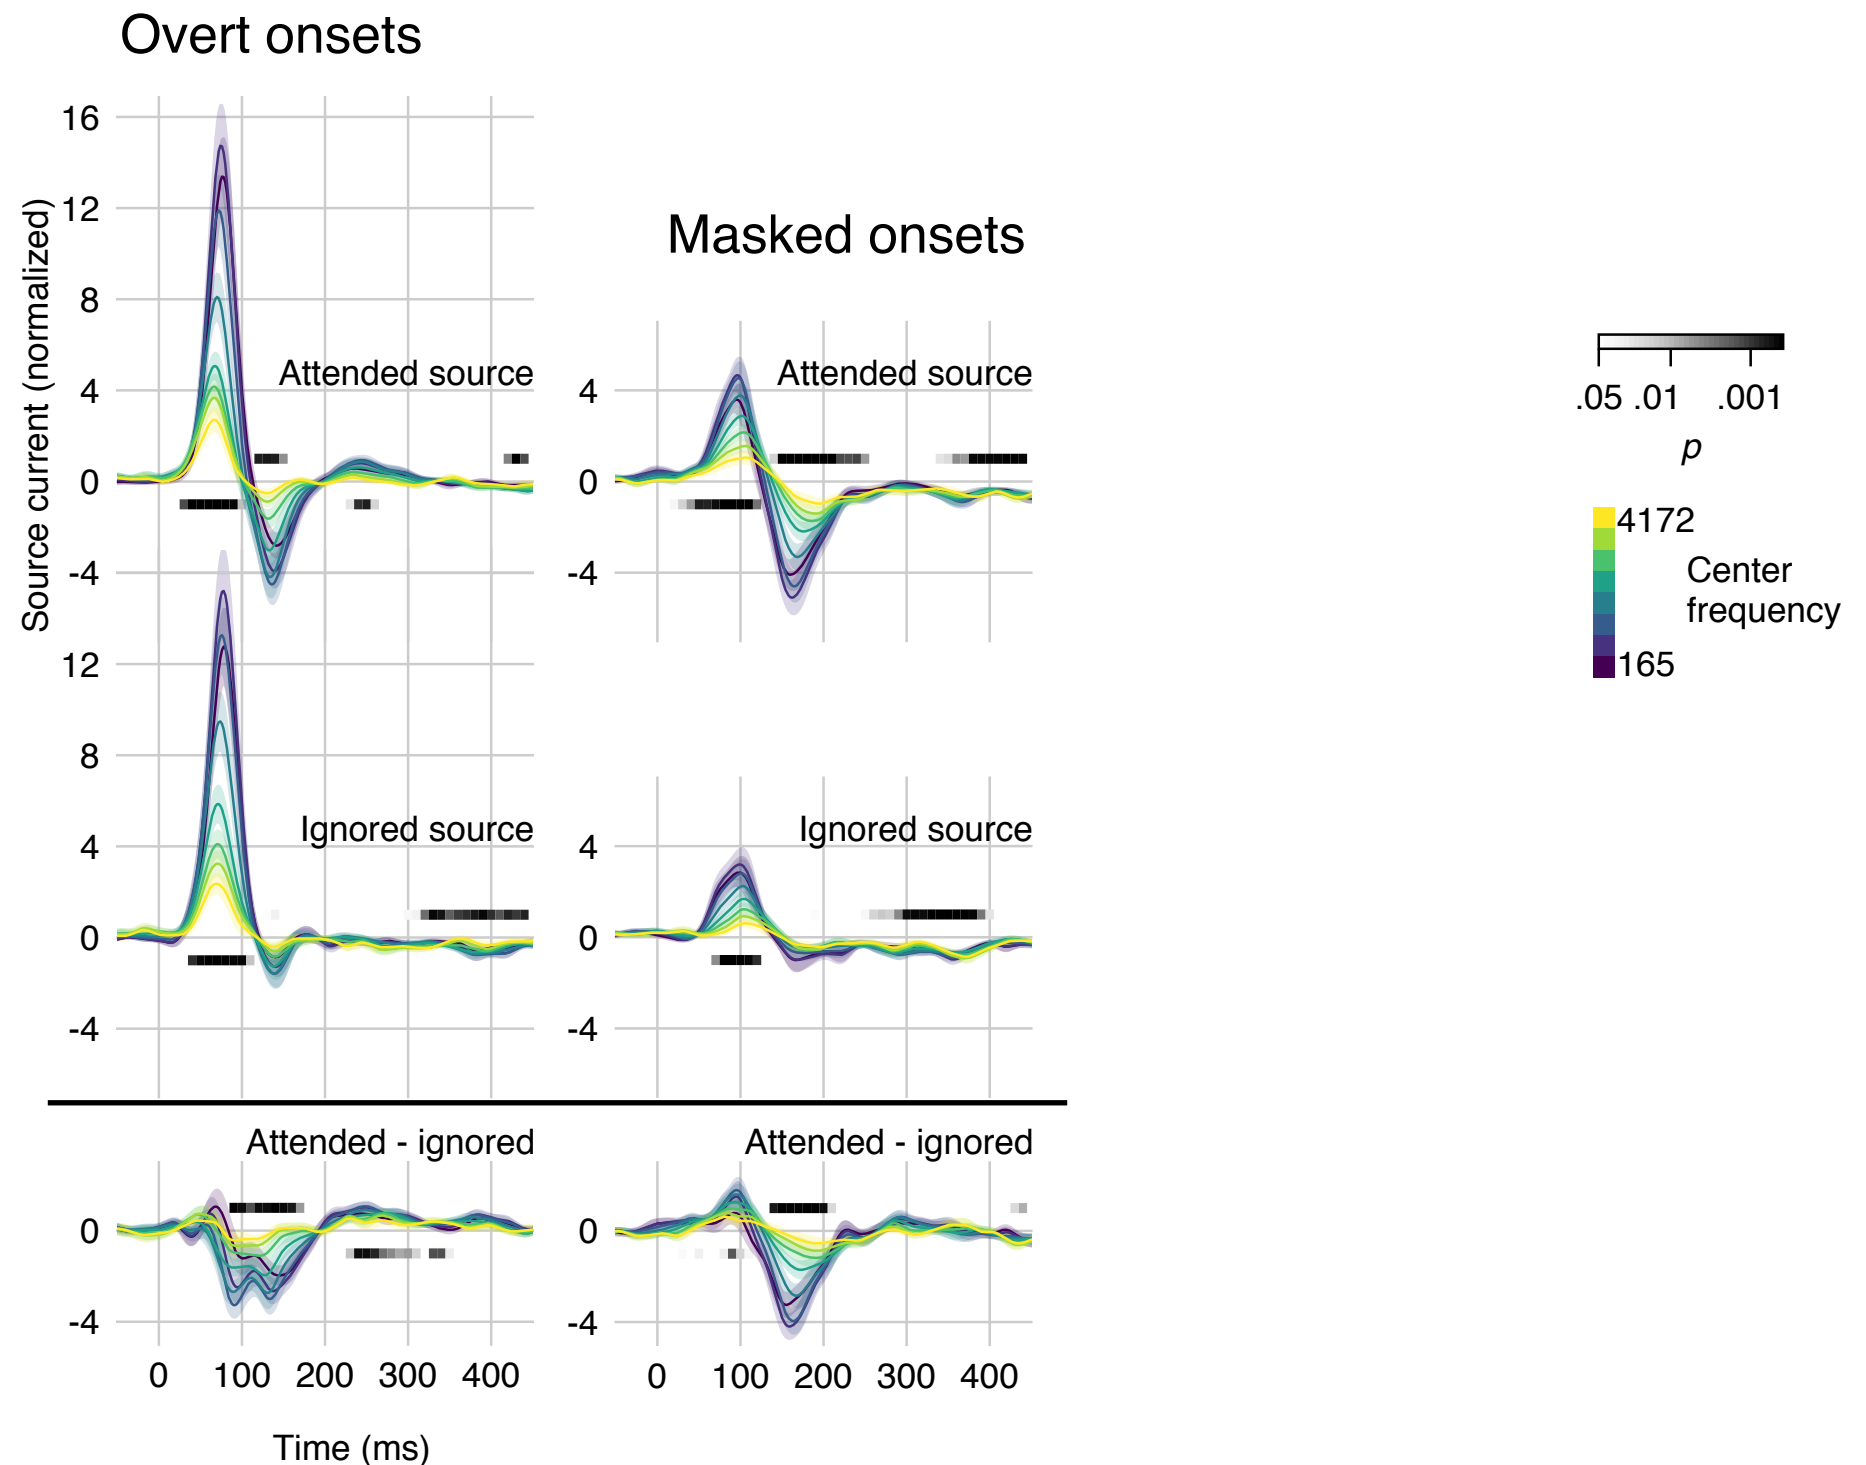 Overt onsets
Masked onsets
Source current (normalized)
16
12
8
4
0
-4
Attended source
4
0
-4
Attended source
12
8
4
0
-4
Ignored source
4
0
-4
Ignored source
Attended - ignored
0
-4
0 100 200 300 400
Time (ms)
Attended - ignored
0
-4
0 100 200 300 400
.05 .01 .001
p
4172
Center
frequency
165